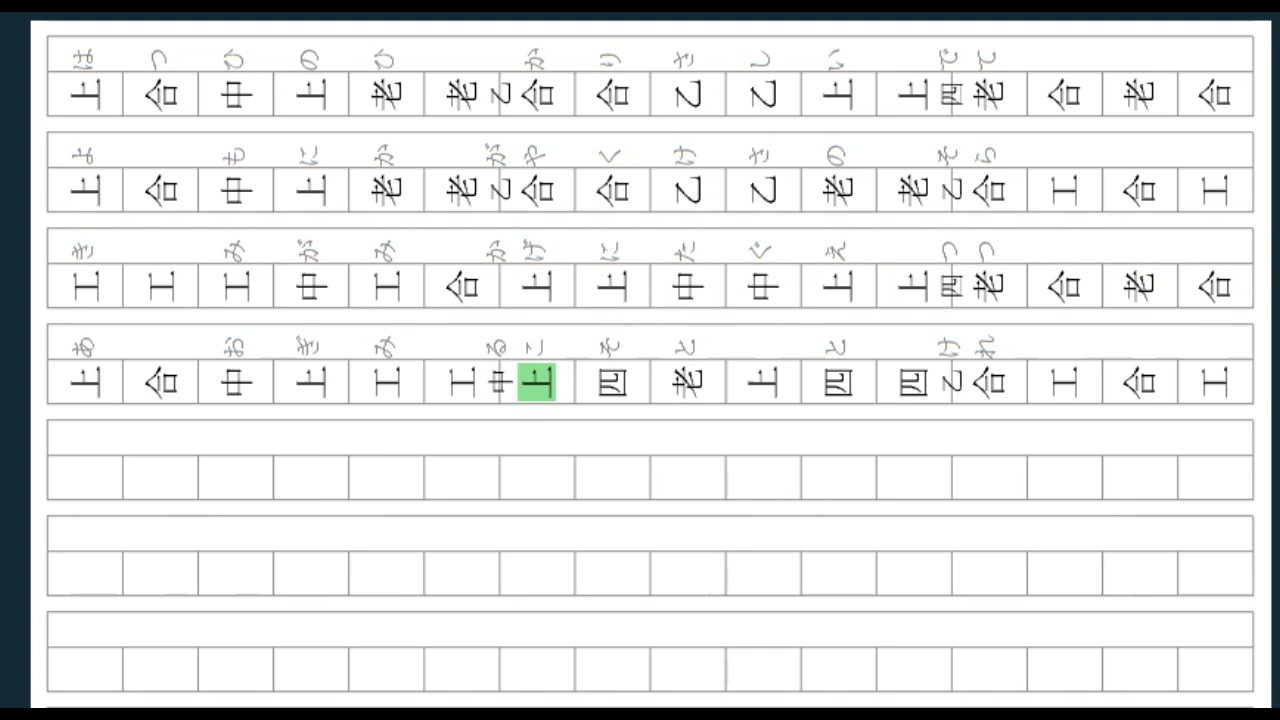 は つ ひ の ひ か り さ し い で て
上 合 中 上 老 老 乙 合 合 乙 乙 上 上 四 老 合 老 合
よ も に か が や く け さ の そ ら
上 合 中 上 老 老 乙 合 合 乙 乙 老 老 乙 合 工 合 工
き み が み か げ に た ぐ え つ つ
工 工 工 中 工 合 上 上 中 中 上 上 四 老 合 老 合
あ お ぎ み る こ そ と と け れ
上 合 中 上 工 工 中 上 四 老 上 四 四 乙 合 工 合 工